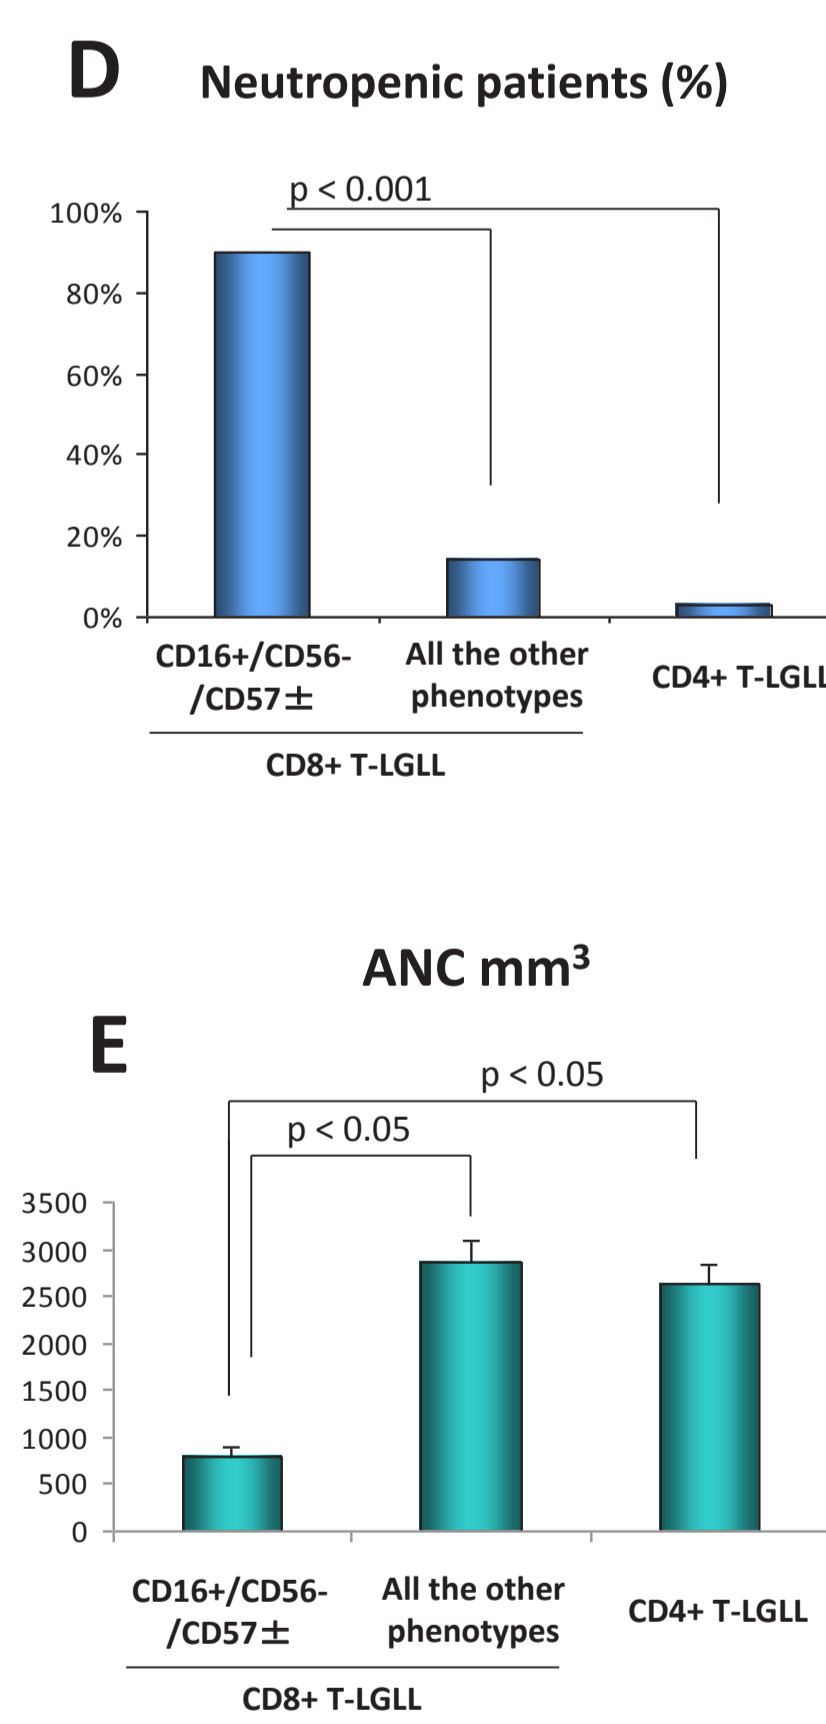 D Neutropenic patients (%)
p < 0.001
100%
80%
60%
40%
20%
0%
CD16+/CD56-
/CD57±
All the other
phenotypes
CD4+ T-LGLL
CD8+ T-LGLL
ANC mm³
E
p < 0.05
p < 0.05
3500
3000
2500
2000
1500
1000
500
0
CD16+/CD56-
/CD57±
All the other
phenotypes
CD4+ T-LGLL
CD8+ T-LGLL